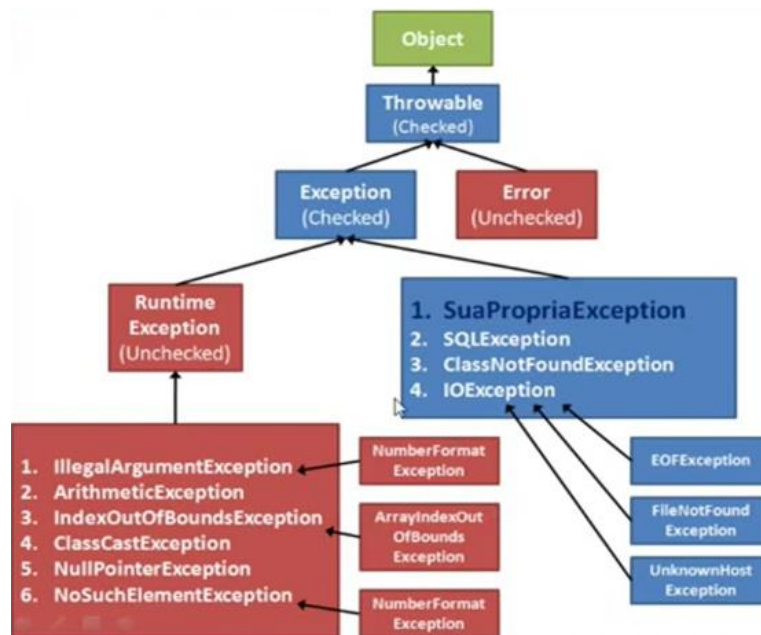 Object
Throwable
(Checked)
Exception
(Checked)
Error
(Unchecked)
Runtime
Exception
(Unchecked)
1. SuaPropriaException
2. SQLException
3. ClassNotFoundException
4. IOException
1. IllegalArgumentException
2. ArithmeticException
3. IndexOutOfBoundsException
4. ClassCastException
5. NullPointerException
6. NoSuchElementException
NumberFormat
Exception
ArrayIndexOut
OfBounds
Exception
NumberFormat
Exception
EOFException
FileNotFound
Exception
UnknownHost
Exception